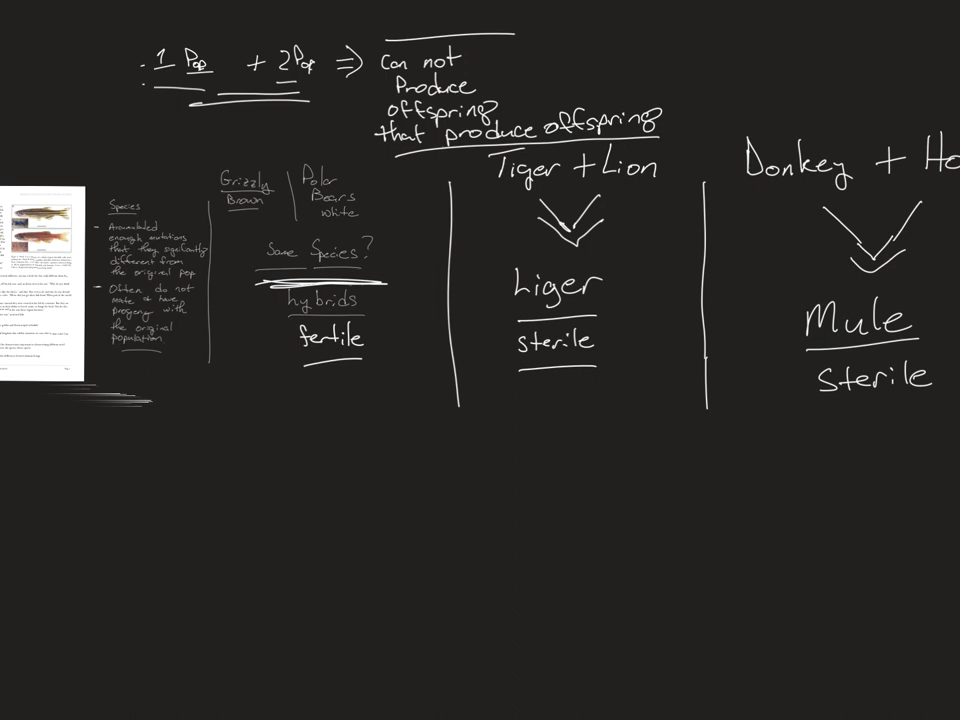 1 Pop + 2 Pop ⇒ Can not
Produce
offspring
that produce offspring
Species
- Accumulated
enough mutations
that they significantly
different from
the original pop
- Often do not
mate & have
progeny with
the original
population
Grizzly
Brown
Polar
Bears
White
Same Species?
hybrids
fertile
Tiger + Lion
Liger
sterile
Donkey + Ho
Mule
Sterile